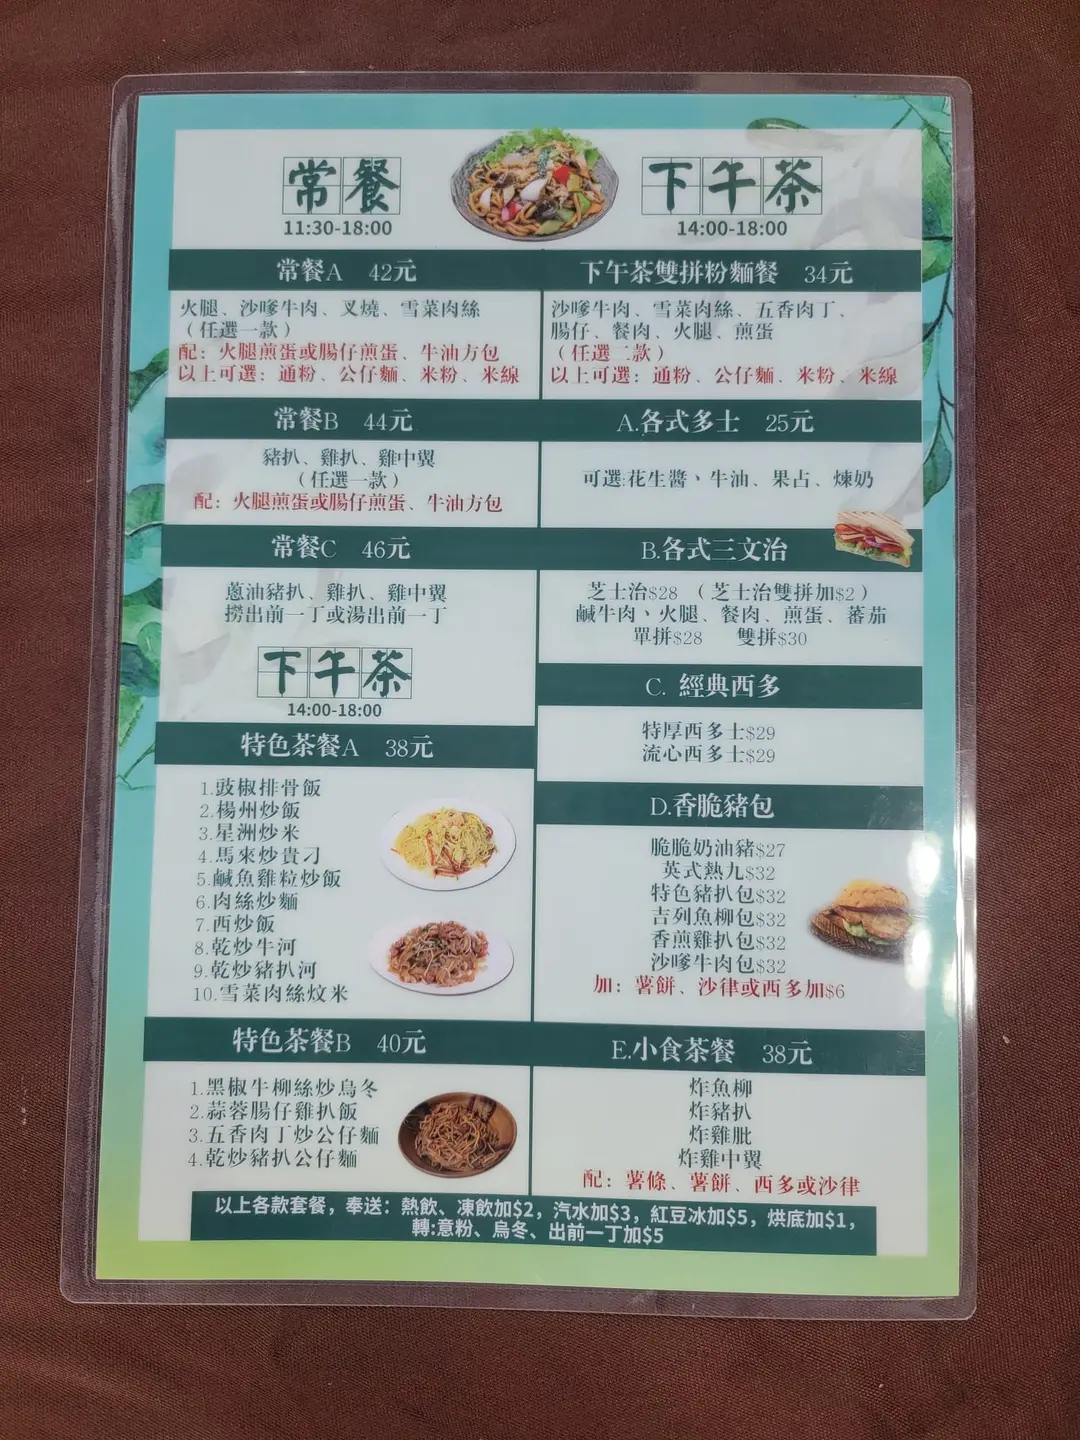 常餐
11:30-18:00
常餐A 42元
火腿、沙嗲牛肉、叉燒、雪菜肉絲
（任選一款）
配：火腿煎蛋或腸仔煎蛋、牛油方包
以上可選：通粉、公仔麵、米粉、米線
常餐B 44元
豬扒、雞扒、雞中翼
（任選一款）
配：火腿煎蛋或腸仔煎蛋、牛油方包
常餐C 46元
蔥油豬扒、雞扒、雞中翼
撈出前一丁或湯出前一丁
下午茶
14:00-18:00
特色茶餐A 38元
1.豉椒排骨飯
2.楊州炒飯
3.星洲炒米
4.馬來炒貴刁
5.鹹魚雞粒炒飯
6.肉絲炒麵
7.西炒飯
8.乾炒牛河
9.乾炒豬扒河
10.雪菜肉絲炆米
特色茶餐B 40元
1.黑椒牛柳絲炒烏冬
2.蒜蓉腸仔雞扒飯
3.五香肉丁炒公仔麵
4.乾炒豬扒公仔麵
下午茶
14:00-18:00
下午茶雙拼粉麵餐 34元
沙嗲牛肉、雪菜肉絲、五香肉丁、
腸仔、餐肉、火腿、煎蛋
（任選二款）
以上可選：通粉、公仔麵、米粉、米線
A.各式多士 25元
可選:花生醬、牛油、果占、煉奶
B.各式三文治
芝士治$28 （芝士治雙拼加$2）
鹹牛肉、火腿、餐肉、煎蛋、蕃茄
單拼$28 雙拼$30
C. 經典西多
特厚西多士$29
流心西多士$29
D.香脆豬包
脆脆奶油豬$27
英式熱九$32
特色豬扒包$32
吉列魚柳包$32
香煎雞扒包$32
沙嗲牛肉包$32
加：薯餅、沙律或西多加$6
E.小食茶餐 38元
炸魚柳
炸豬扒
炸雞肶
炸雞中翼
配：薯條、薯餅、西多或沙律
以上各款套餐，奉送：熱飲、凍飲加$2，汽水加$3，紅豆冰加$5，烘底加$1，
轉:意粉、烏冬、出前一丁加$5